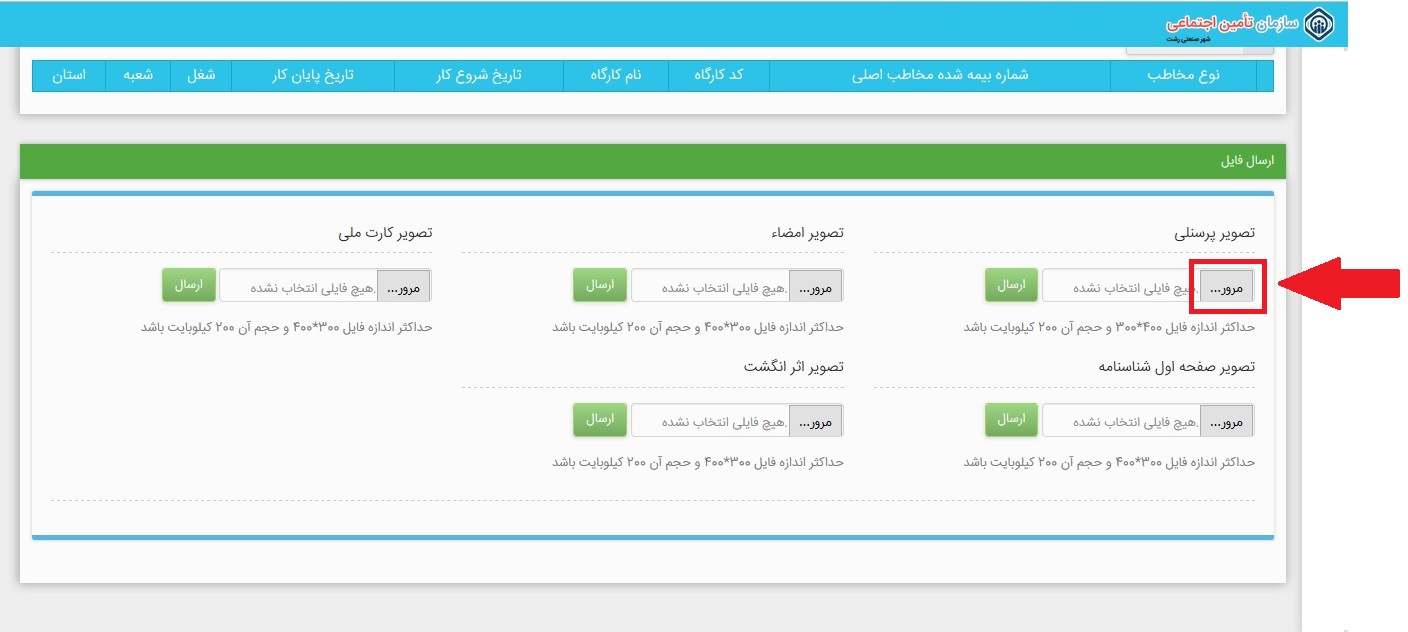 سازمان تأمین اجتماعی
شهر صنعتی رشت
نوع مخاطب شماره بیمه شده مخاطب اصلی کد کارگاه نام کارگاه تاریخ شروع کار تاریخ پایان کار شغل شعبه استان
ارسال فایل
تصویر پرسنلی تصویر امضاء تصویر کارت ملی
مرور... هیچ فایلی انتخاب نشده. ارسال مرور... هیچ فایلی انتخاب نشده. ارسال مرور... هیچ فایلی انتخاب نشده. ارسال
حداکثر اندازه فایل ۴۰۰*۳۰۰ و حجم آن ۲۰۰ کیلوبایت باشد حداکثر اندازه فایل ۳۰۰*۴۰۰ و حجم آن ۲۰۰ کیلوبایت باشد حداکثر اندازه فایل ۳۰۰*۴۰۰ و حجم آن ۲۰۰ کیلوبایت باشد
تصویر صفحه اول شناسنامه تصویر اثر انگشت
مرور... هیچ فایلی انتخاب نشده. ارسال مرور... هیچ فایلی انتخاب نشده. ارسال
حداکثر اندازه فایل ۳۰۰*۴۰۰ و حجم آن ۲۰۰ کیلوبایت باشد حداکثر اندازه فایل ۳۰۰*۴۰۰ و حجم آن ۲۰۰ کیلوبایت باشد